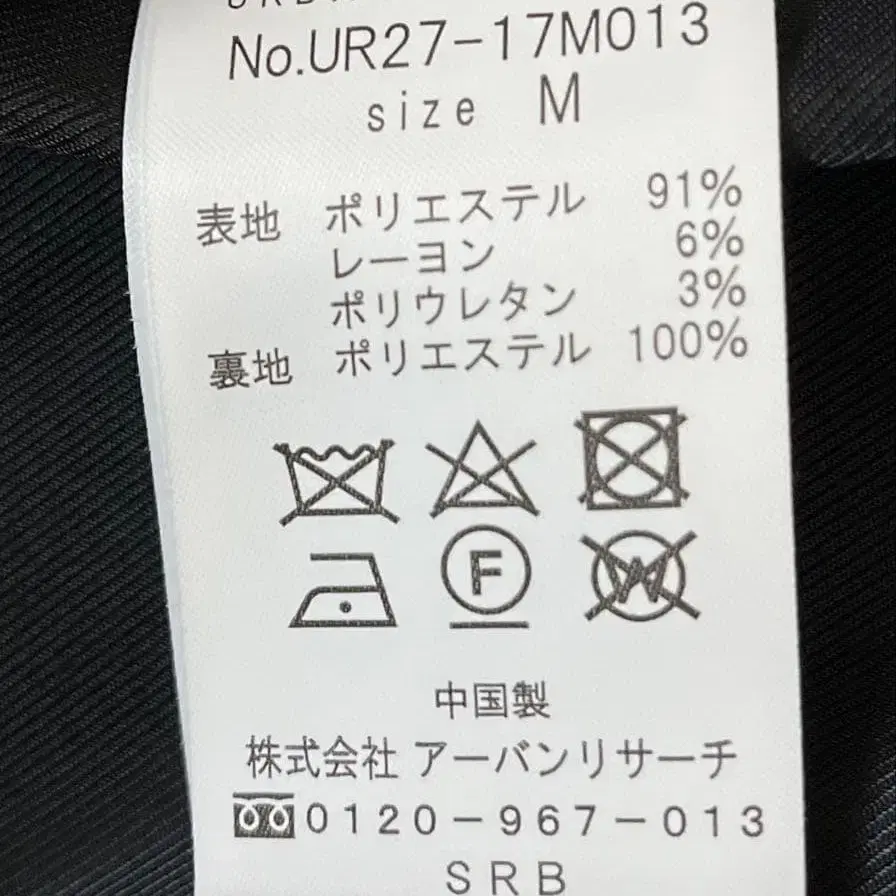 No.UR27-17M013
size M
表地 ポリエステル 91%
レーヨン 6%
ポリウレタン 3%
裏地 ポリエステル 100%
F
W
中国製
株式会社 アーバンリサーチ
0120-967-013
SRB